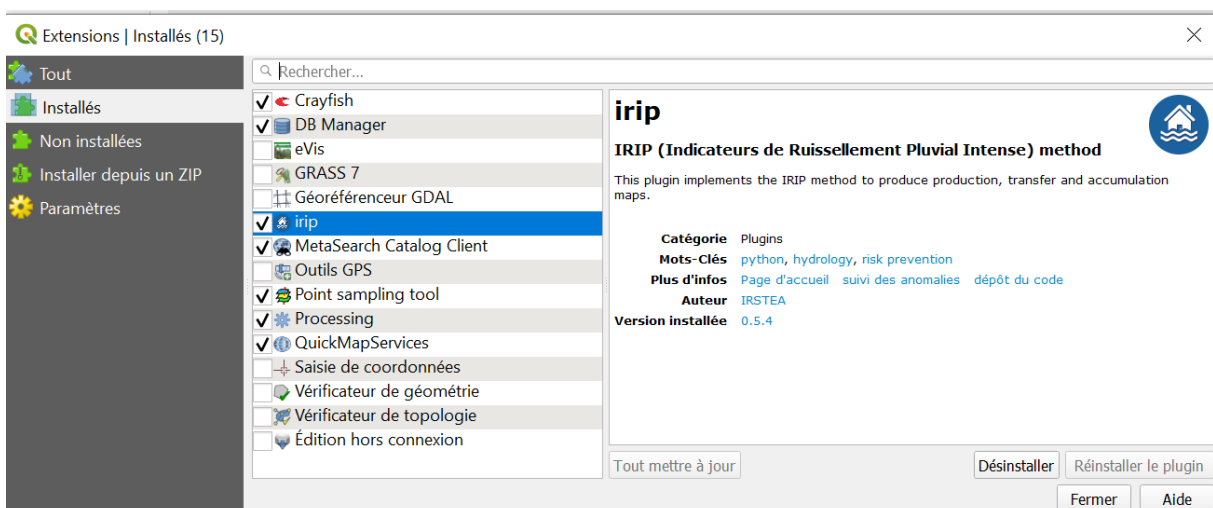 Extensions | Installés (15)
Tout
Installés
Non installées
Installer depuis un ZIP
Paramètres
Rechercher...
Crayfish
DB Manager
eVis
GRASS 7
Géoréférenceur GDAL
irip
MetaSearch Catalog Client
Outils GPS
Point sampling tool
Processing
QuickMapServices
Saisie de coordonnées
Vérificateur de géométrie
Vérificateur de topologie
Édition hors connexion
irip
IRIP (Indicateurs de Ruissellement Pluvial Intense) method
This plugin implements the IRIP method to produce production, transfer and accumulation
maps.
Catégorie Plugins
Mots-Clés python, hydrology, risk prevention
Plus d'infos Page d'accueil suivi des anomalies dépôt du code
Auteur IRSTEA
Version installée 0.5.4
Tout mettre à jour Désinstaller Réinstaller le plugin
Fermer Aide